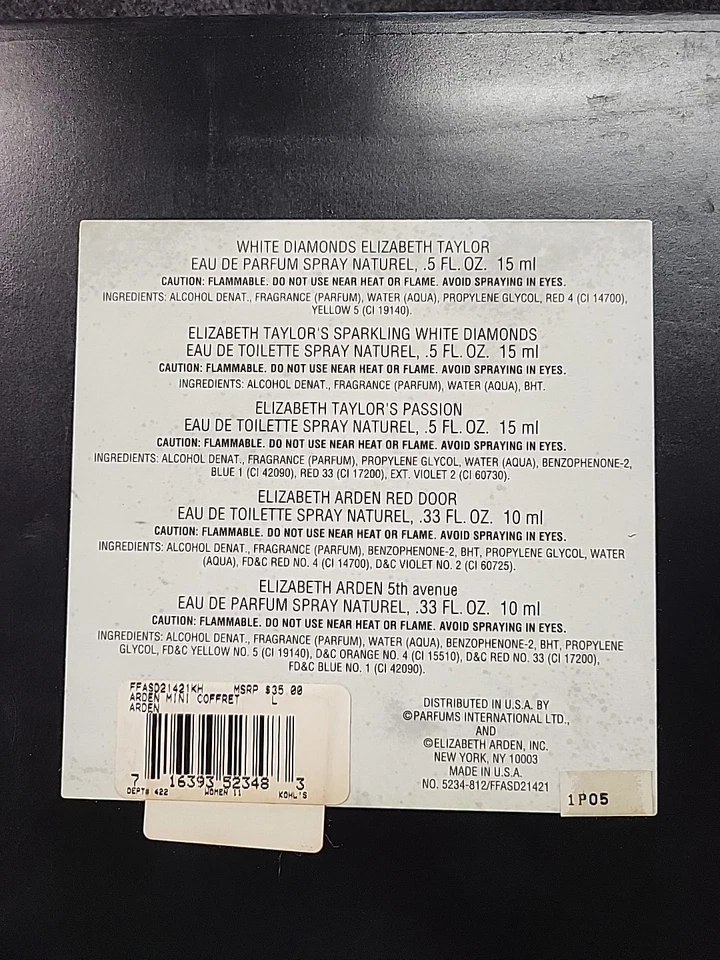 WHITE DIAMONDS ELIZABETH TAYLOR
EAU DE PARFUM SPRAY NATUREL, .5 FL. OZ. 15 ml
CAUTION: FLAMMABLE. DO NOT USE NEAR HEAT OR FLAME. AVOID SPRAYING IN EYES.
INGREDIENTS: ALCOHOL DENAT., FRAGRANCE (PARFUM), WATER (AQUA), PROPYLENE GLYCOL, RED 4 (CI 14700),
YELLOW 5 (CI 19140).
ELIZABETH TAYLOR'S SPARKLING WHITE DIAMONDS
EAU DE TOILETTE SPRAY NATUREL, .5 FL. OZ. 15 ml
CAUTION: FLAMMABLE. DO NOT USE NEAR HEAT OR FLAME. AVOID SPRAYING IN EYES.
INGREDIENTS: ALCOHOL DENAT., FRAGRANCE (PARFUM), WATER (AQUA), BHT.
ELIZABETH TAYLOR'S PASSION
EAU DE TOILETTE SPRAY NATUREL, .5 FL. OZ. 15 ml
CAUTION: FLAMMABLE. DO NOT USE NEAR HEAT OR FLAME. AVOID SPRAYING IN EYES.
INGREDIENTS: ALCOHOL DENAT., FRAGRANCE (PARFUM), PROPYLENE GLYCOL, WATER (AQUA), BENZOPHENONE-2,
BLUE 1 (CI 42090), RED 33 (CI 17200), EXT. VIOLET 2 (CI 60730).
ELIZABETH ARDEN RED DOOR
EAU DE TOILETTE SPRAY NATUREL, .33 FL. OZ. 10 ml
CAUTION: FLAMMABLE. DO NOT USE NEAR HEAT OR FLAME. AVOID SPRAYING IN EYES.
INGREDIENTS: ALCOHOL DENAT., FRAGRANCE (PARFUM), BENZOPHENONE-2, BHT, PROPYLENE GLYCOL, WATER
(AQUA), FD&C RED NO. 4 (CI 14700), D&C VIOLET NO. 2 (CI 60725).
ELIZABETH ARDEN 5th avenue
EAU DE PARFUM SPRAY NATUREL, .33 FL. OZ. 10 ml
CAUTION: FLAMMABLE. DO NOT USE NEAR HEAT OR FLAME. AVOID SPRAYING IN EYES.
INGREDIENTS: ALCOHOL DENAT., FRAGRANCE (PARFUM), WATER (AQUA), BENZOPHENONE-2, BHT, PROPYLENE
GLYCOL, FD&C YELLOW NO. 5 (CI 19140), D&C ORANGE NO. 4 (CI 15510), D&C RED NO. 33 (CI 17200),
FD&C BLUE NO. 1 (CI 42090).
FFASD21421KH MSRP $35.00
ARDEN MINI COFFRET L
ARDEN
7 16393 52348 3
DEPT# 422 WOMEN 11 KOHL'S
DISTRIBUTED IN U.S.A. BY
©PARFUMS INTERNATIONAL LTD.,
AND
©ELIZABETH ARDEN, INC.
NEW YORK, NY 10003
MADE IN U.S.A.
NO. 5234-812/FFASD21421
1P05